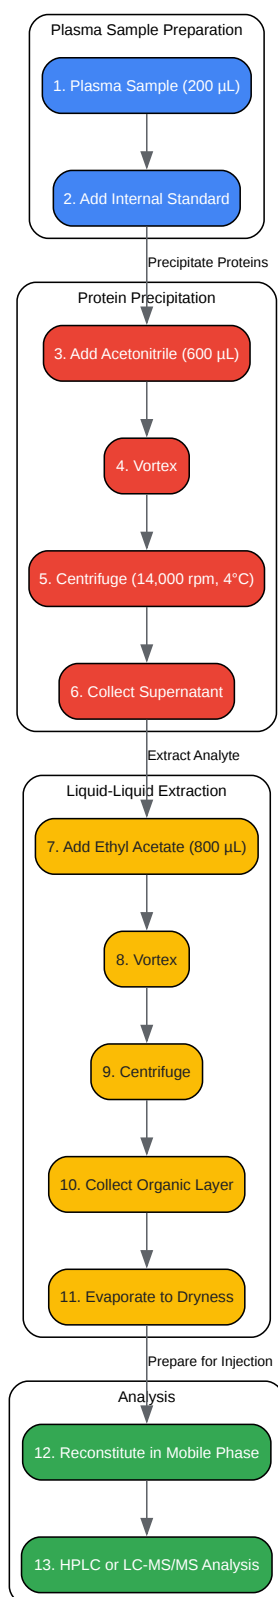 Plasma Sample Preparation
1. Plasma Sample (200 µL)
2. Add Internal Standard
Precipitate Proteins
Protein Precipitation
3. Add Acetonitrile (600 µL)
4. Vortex
5. Centrifuge (14,000 rpm, 4°C)
6. Collect Supernatant
Extract Analyte
Liquid-Liquid Extraction
7. Add Ethyl Acetate (800 µL)
8. Vortex
9. Centrifuge
10. Collect Organic Layer
11. Evaporate to Dryness
Prepare for Injection
Analysis
12. Reconstitute in Mobile Phase
13. HPLC or LC-MS/MS Analysis